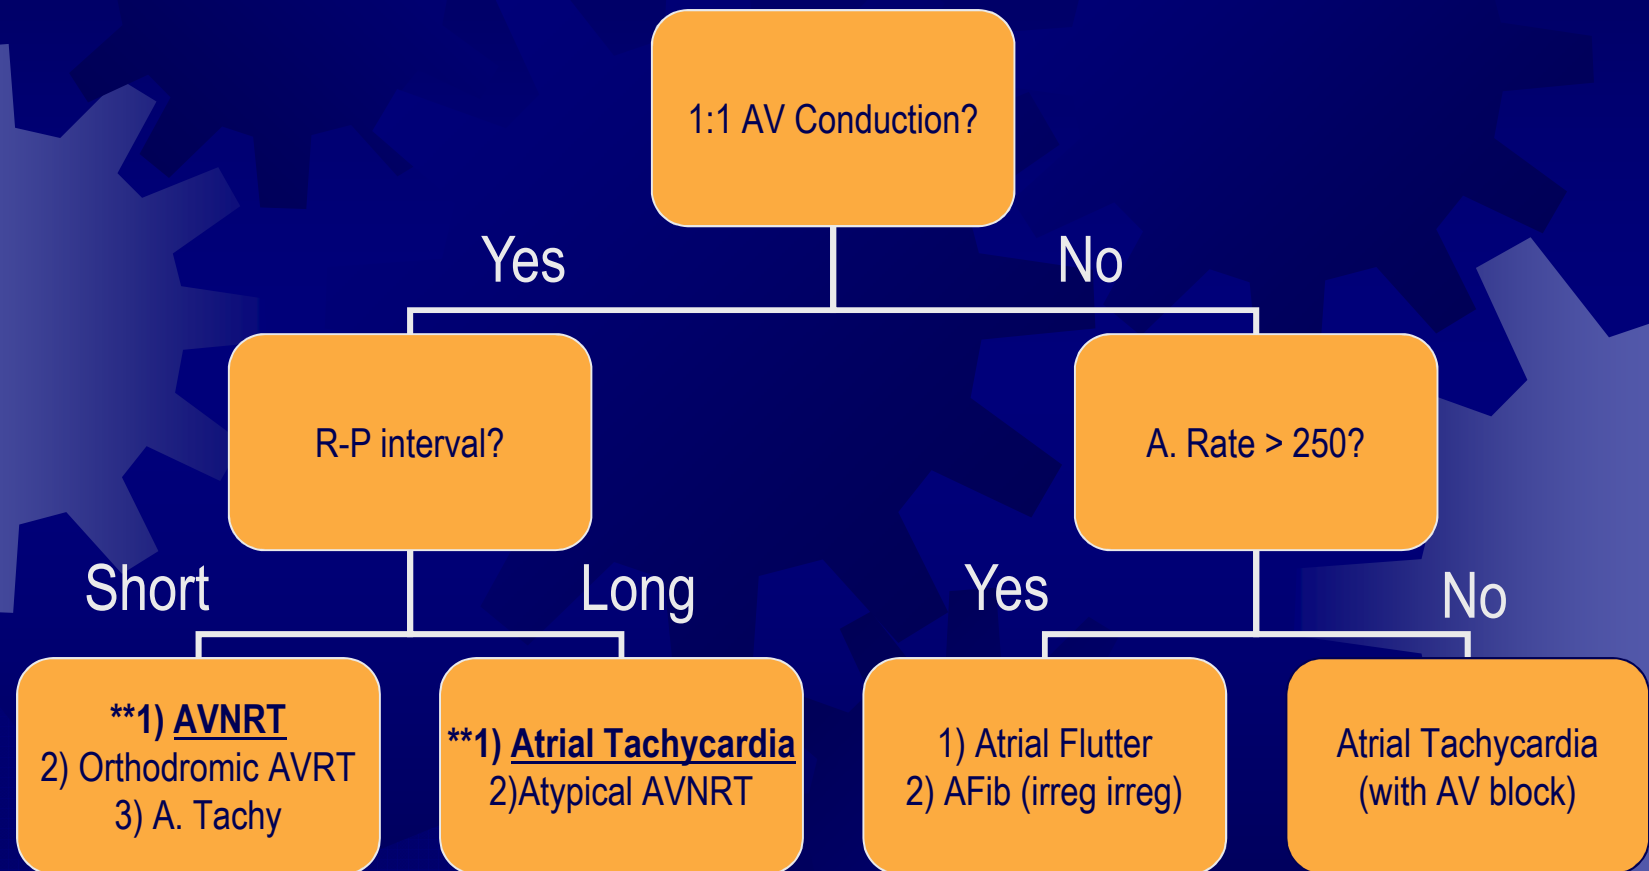 1:1 AV Conduction?
Yes
No
R-P interval?
A. Rate > 250?
Short
Long
Yes
No
**1) AVNRT
2) Orthodromic AVRT
3) A. Tachy
**1) Atrial Tachycardia
2)Atypical AVNRT
1) Atrial Flutter
2) AFib (irreg irreg)
Atrial Tachycardia
(with AV block)